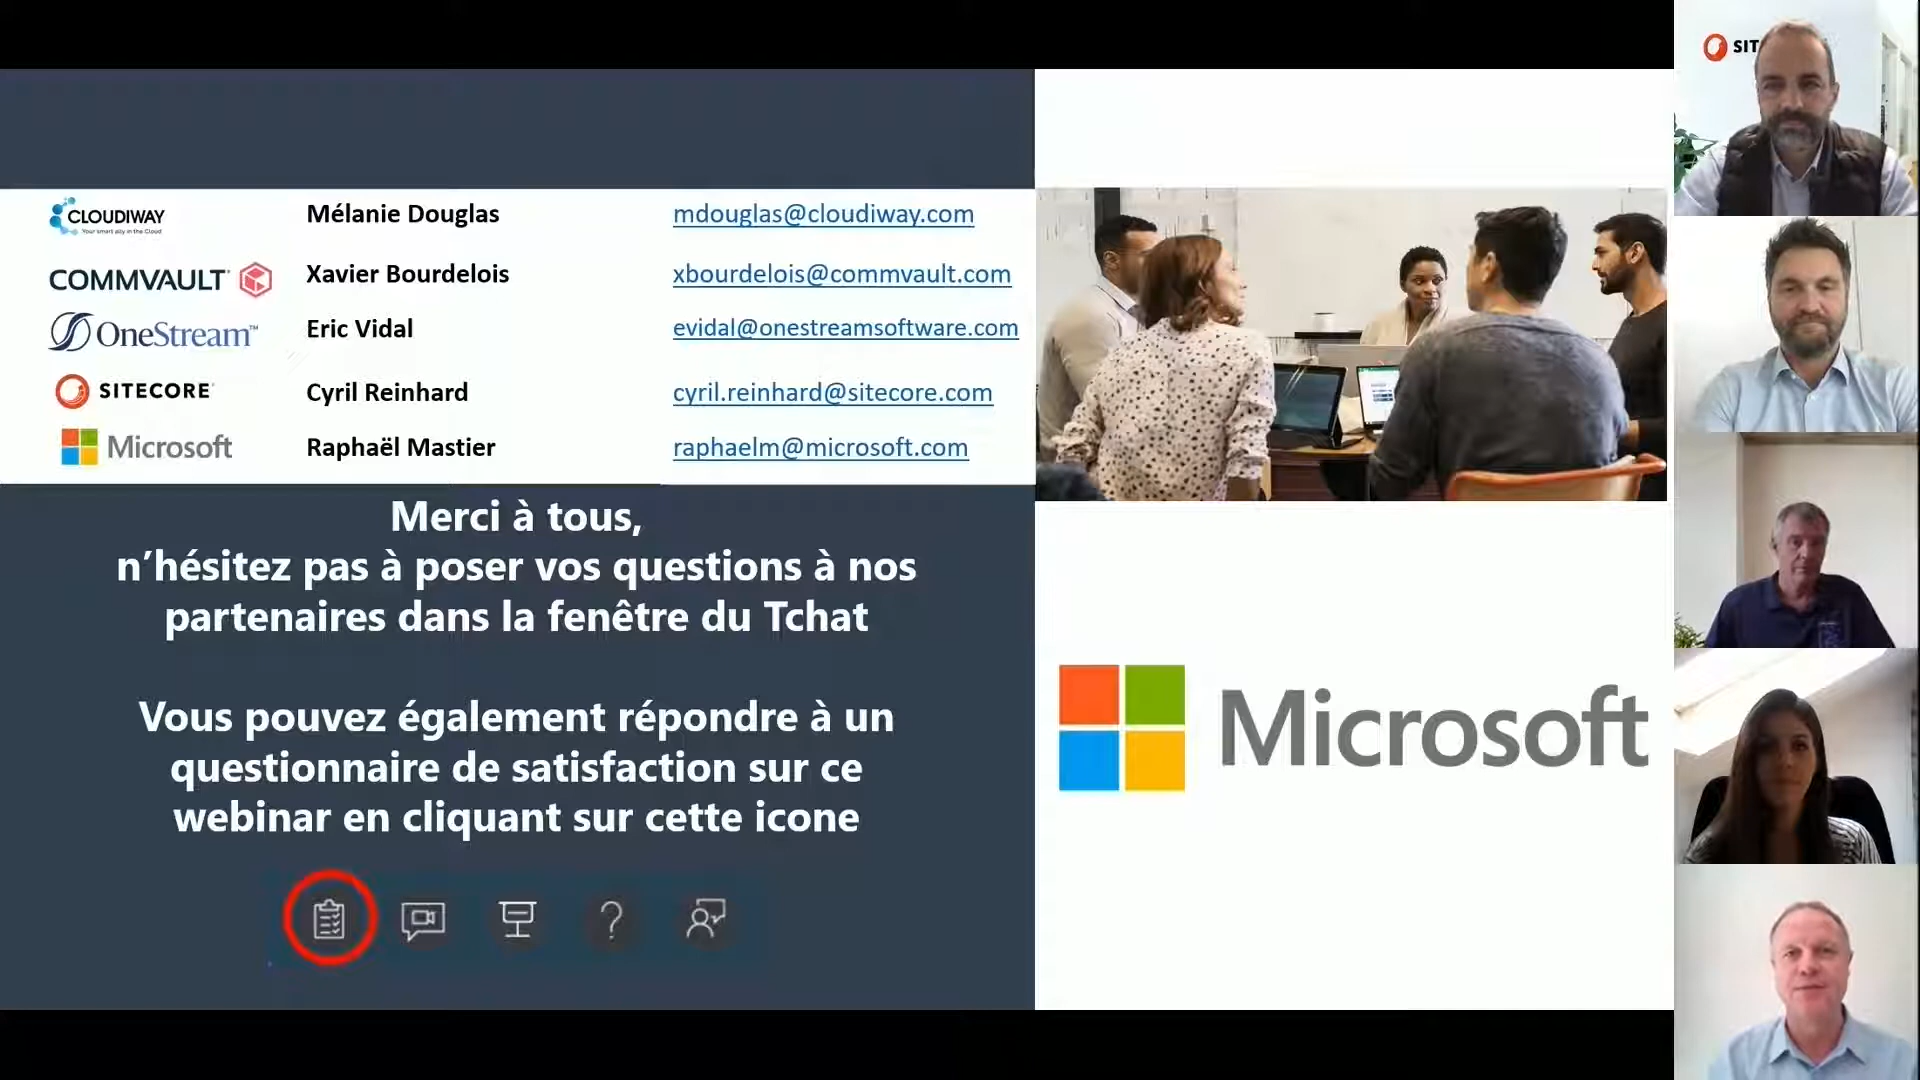 CLOUDIWAY
Your smart ally in the Cloud
Mélanie Douglas
mdouglas@cloudiway.com
COMMVAULT
Xavier Bourdelois
xbourdelois@commvault.com
OneStream™
Eric Vidal
evidal@onestreamsoftware.com
SITECORE
Cyril Reinhard
cyril.reinhard@sitecore.com
Microsoft
Raphaël Mastier
raphaelm@microsoft.com
Merci à tous,
n’hésitez pas à poser vos questions à nos
partenaires dans la fenêtre du Tchat
Vous pouvez également répondre à un
questionnaire de satisfaction sur ce
webinar en cliquant sur cette icone
?
Microsoft
SIT